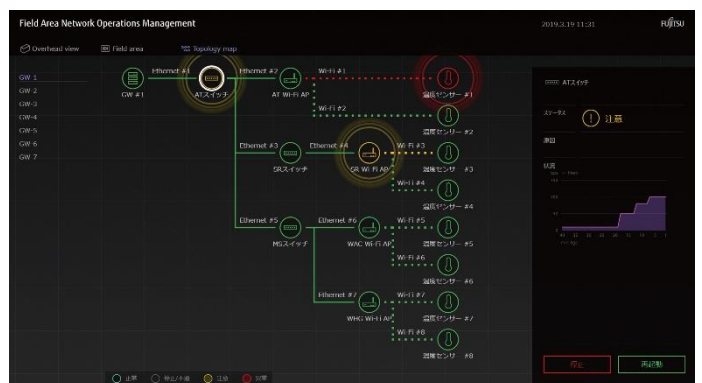 Field Area Network Operations Management
2019.3.19 11:31
FUJITSU
Overhead view
Field area
Topology map
GW 1
GW-2
GW-3
GW-4
GW-5
GW 6
GW 7
Ethernet #1
Ethernet #2
Wi-Fi #1
GW #1
ATスイッチ
AT Wi-Fi AP
温度センサー #1
Wi-Fi #2
温度センサー #2
Ethernet #3
Ethernet #4
Wi-Fi #3
SRスイッチ
SR Wi-Fi AP
温度センサ #3
Wi-Fi #4
温度センサー #4
Ethernet #5
Ethernet #6
Wi-Fi #5
MSスイッチ
WAC Wi-Fi AP
温度センサー #5
Wi-Fi #6
温度センサー #6
Ethernet #7
Wi-Fi #7
WHG Wi-Fi AP
温度センサー #7
Wi-Fi #8
温度センサー #8
正常
停止/不通
注意
異常
ATスイッチ
ステータス
注意
原因
状況
停止
再起動